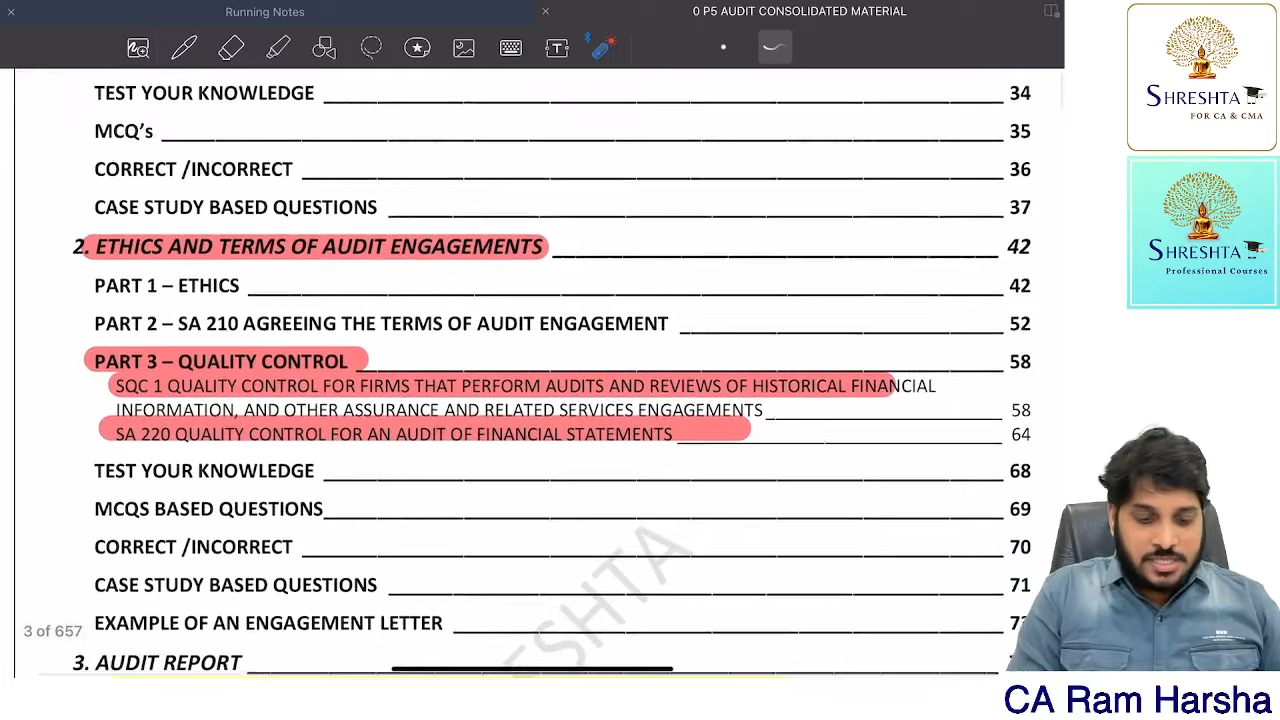 Running Notes
0 P5 AUDIT CONSOLIDATED MATERIAL
TEST YOUR KNOWLEDGE 34
MCQ's 35
CORRECT /INCORRECT 36
CASE STUDY BASED QUESTIONS 37
2. ETHICS AND TERMS OF AUDIT ENGAGEMENTS 42
PART 1 – ETHICS 42
PART 2 – SA 210 AGREEING THE TERMS OF AUDIT ENGAGEMENT 52
PART 3 – QUALITY CONTROL 58
SQC 1 QUALITY CONTROL FOR FIRMS THAT PERFORM AUDITS AND REVIEWS OF HISTORICAL FINANCIAL
INFORMATION, AND OTHER ASSURANCE AND RELATED SERVICES ENGAGEMENTS 58
SA 220 QUALITY CONTROL FOR AN AUDIT OF FINANCIAL STATEMENTS 64
TEST YOUR KNOWLEDGE 68
MCQS BASED QUESTIONS 69
CORRECT /INCORRECT 70
CASE STUDY BASED QUESTIONS 71
EXAMPLE OF AN ENGAGEMENT LETTER
3 of 657
3. AUDIT REPORT
SHRESHTA
FOR CA & CMA
SHRESHTA
Professional Courses
CA Ram Harsha